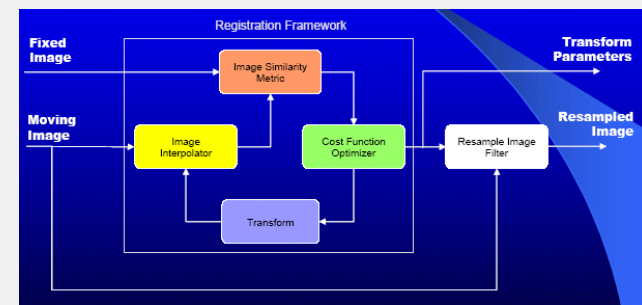 Registration Framework
Fixed
Image
Transform
Parameters
Image Similarity
Metric
Moving
Image
Resampled
Image
Image
Interpolator
Cost Function
Optimizer
Resample Image
Filter
Transform